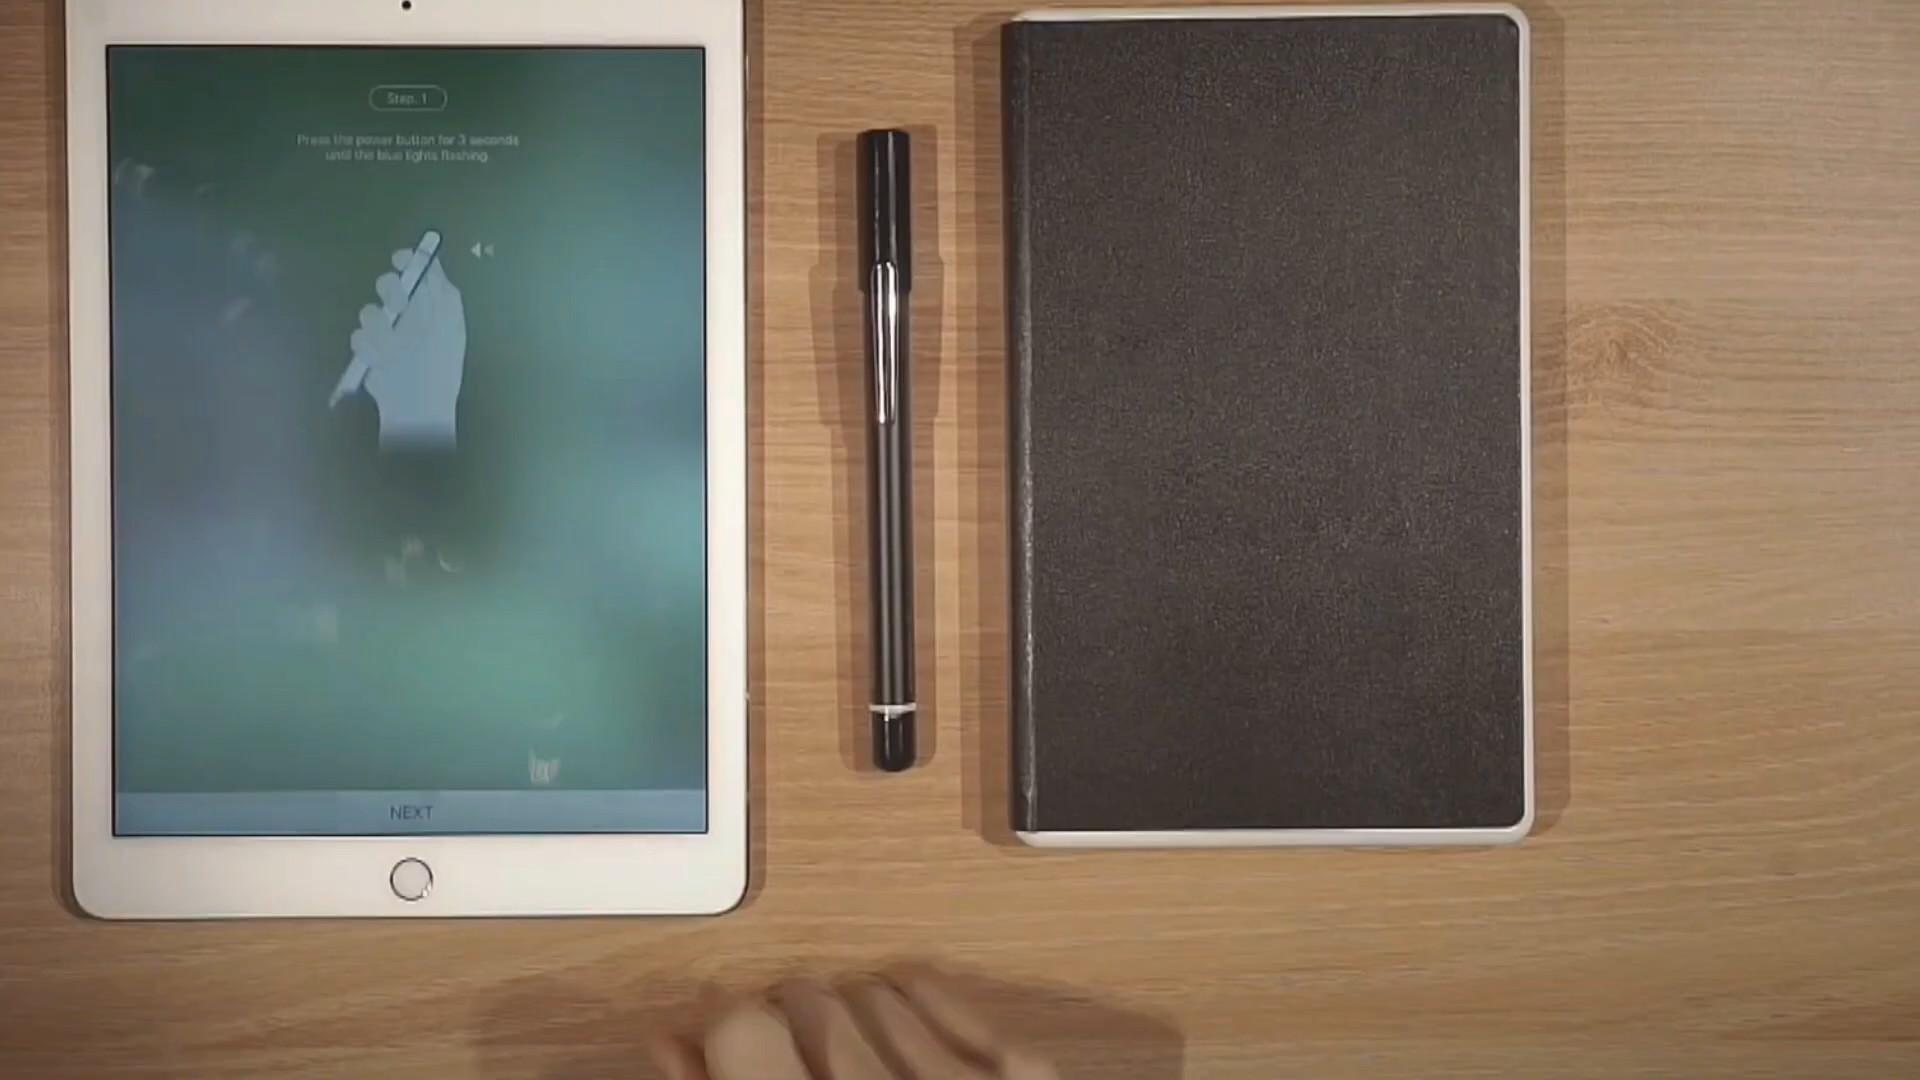 Step. 1
Press the power button for 3 seconds
until the blue lights flashing.
NEXT